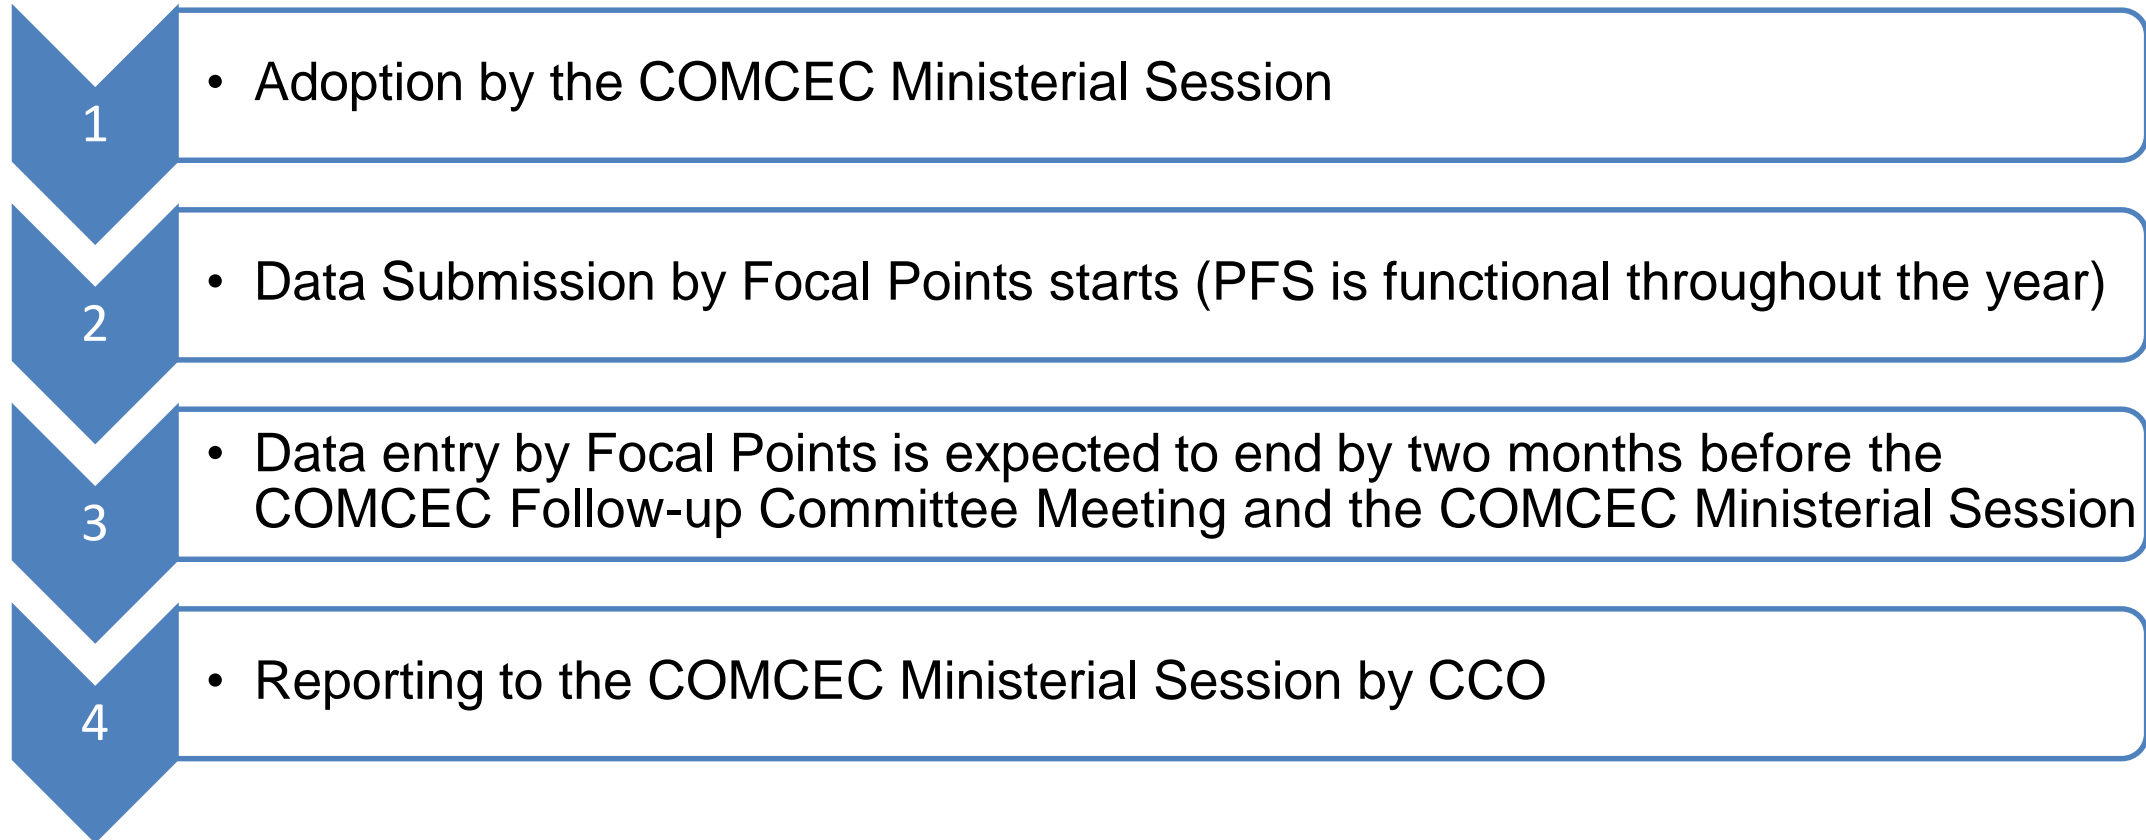 1
• Adoption by the COMCEC Ministerial Session
2
• Data Submission by Focal Points starts (PFS is functional throughout the year)
3
• Data entry by Focal Points is expected to end by two months before the
COMCEC Follow-up Committee Meeting and the COMCEC Ministerial Session
4
• Reporting to the COMCEC Ministerial Session by CCO